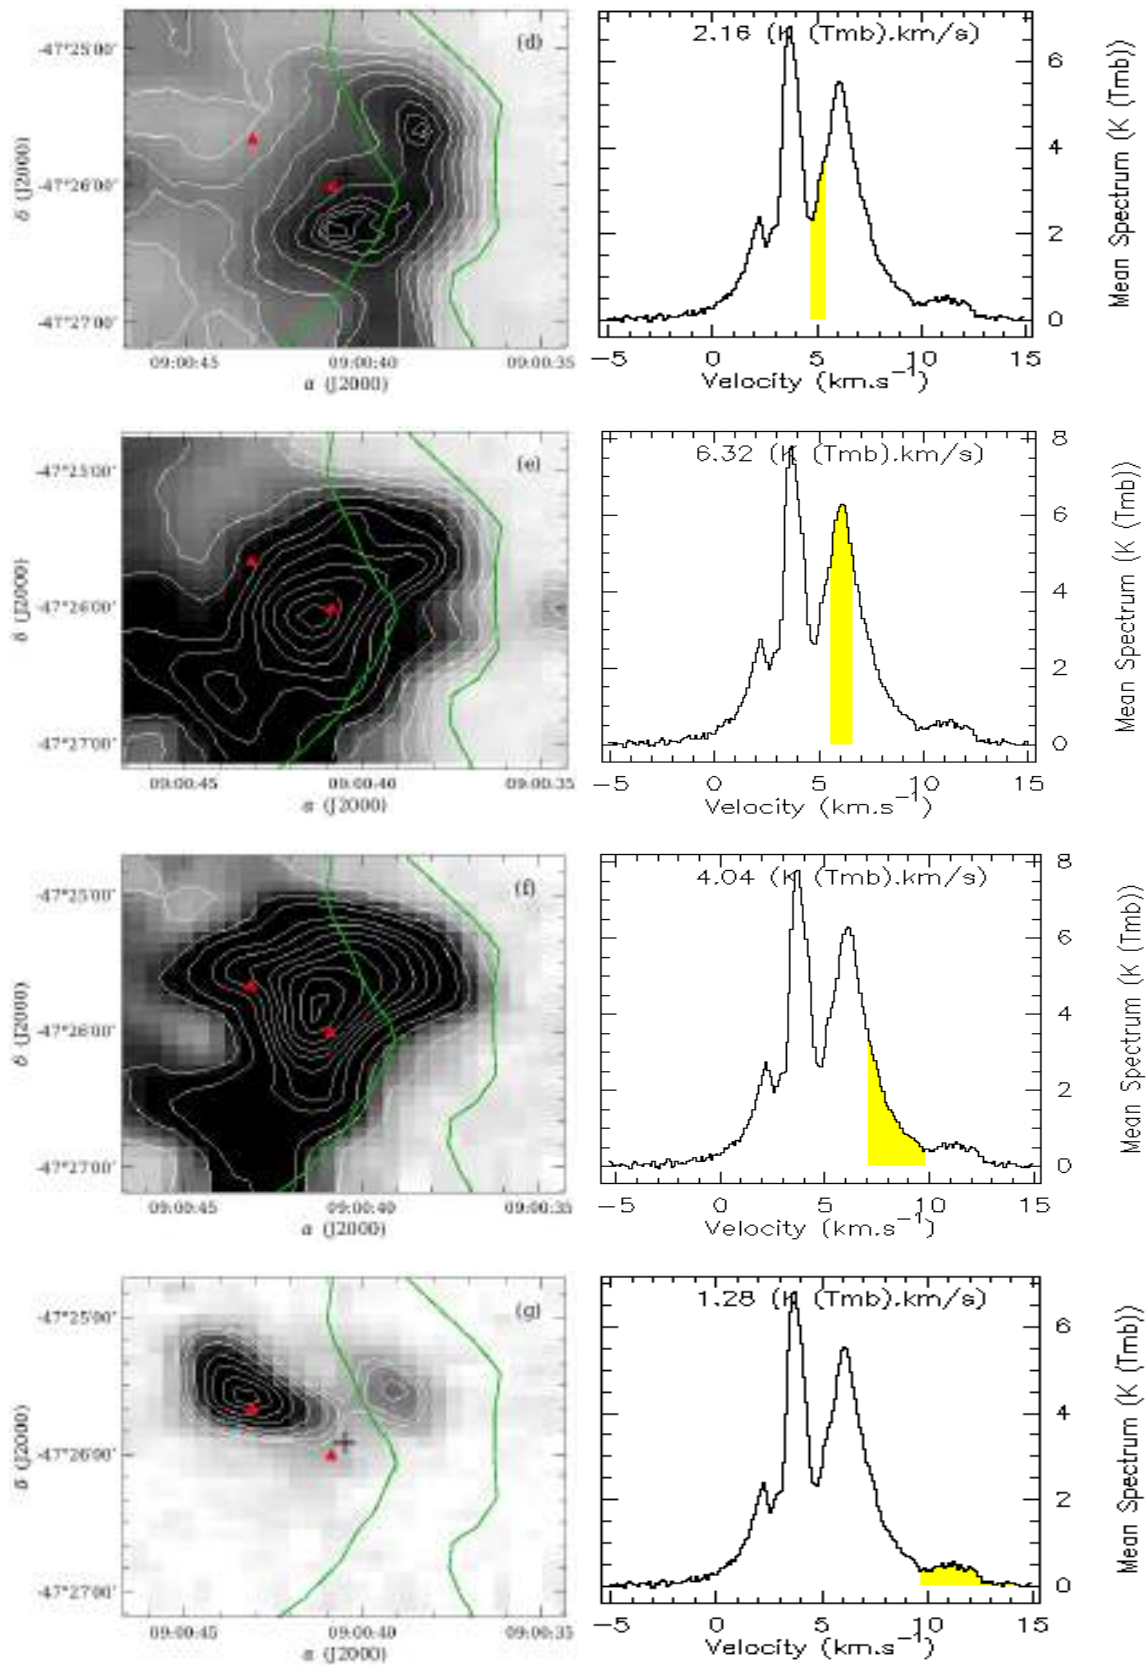 (d)
-47°25'00"
-47°26'00"
-47°27'00"
δ (J2000)
09:00:45 09:00:40 09:00:35
α (J2000)
2.16 (K (Tmb).km/s)
6
4
2
0
Mean Spectrum (K (Tmb))
-5 0 5 10 15
Velocity (km.s-1)
(e)
-47°25'00"
-47°26'00"
-47°27'00"
δ (J2000)
09:00:45 09:00:40 09:00:35
α (J2000)
6.32 (K (Tmb).km/s)
8
6
4
2
0
Mean Spectrum (K (Tmb))
-5 0 5 10 15
Velocity (km.s-1)
(f)
-47°25'00"
-47°26'00"
-47°27'00"
δ (J2000)
09:00:45 09:00:40 09:00:35
α (J2000)
4.04 (K (Tmb).km/s)
8
6
4
2
0
Mean Spectrum (K (Tmb))
-5 0 5 10 15
Velocity (km.s-1)
(g)
-47°25'00"
-47°26'00"
-47°27'00"
δ (J2000)
09:00:45 09:00:40 09:00:35
α (J2000)
1.28 (K (Tmb).km/s)
6
4
2
0
Mean Spectrum (K (Tmb))
-5 0 5 10 15
Velocity (km.s-1)